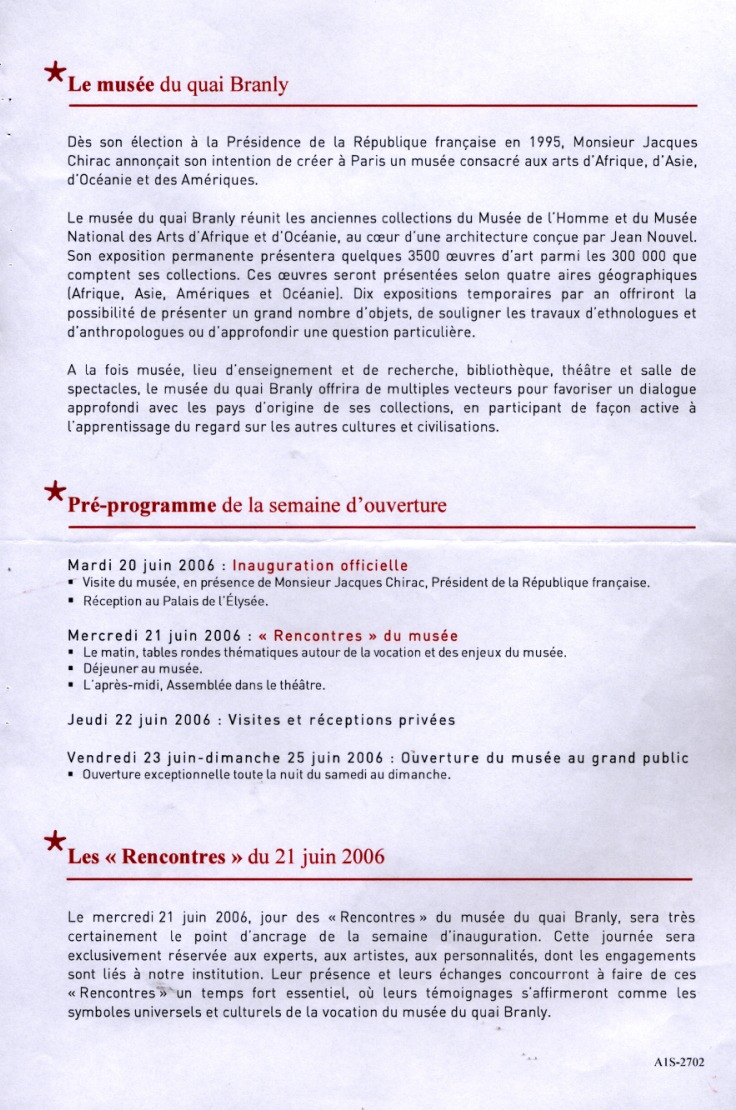 *Le musée du quai Branly
Dès son élection à la Présidence de la République française en 1995, Monsieur Jacques
Chirac annonçait son intention de créer à Paris un musée consacré aux arts d'Afrique, d'Asie,
d'Océanie et des Amériques.
Le musée du quai Branly réunit les anciennes collections du Musée de l'Homme et du Musée
National des Arts d'Afrique et d'Océanie, au cœur d'une architecture conçue par Jean Nouvel.
Son exposition permanente présentera quelques 3500 œuvres d'art parmi les 300 000 que
comptent ses collections. Ces œuvres seront présentées selon quatre aires géographiques
(Afrique, Asie, Amériques et Océanie). Dix expositions temporaires par an offriront la
possibilité de présenter un grand nombre d'objets, de souligner les travaux d'ethnologues et
d'anthropologues ou d'approfondir une question particulière.
A la fois musée, lieu d'enseignement et de recherche, bibliothèque, théâtre et salle de
spectacles, le musée du quai Branly offrira de multiples vecteurs pour favoriser un dialogue
approfondi avec les pays d'origine de ses collections, en participant de façon active à
l'apprentissage du regard sur les autres cultures et civilisations.
*Pré-programme de la semaine d'ouverture
Mardi 20 juin 2006 : Inauguration officielle
▪ Visite du musée, en présence de Monsieur Jacques Chirac, Président de la République française.
▪ Réception au Palais de l'Élysée.
Mercredi 21 juin 2006 : « Rencontres » du musée
▪ Le matin, tables rondes thématiques autour de la vocation et des enjeux du musée.
▪ Déjeuner au musée.
▪ L'après-midi, Assemblée dans le théâtre.
Jeudi 22 juin 2006 : Visites et réceptions privées
Vendredi 23 juin-dimanche 25 juin 2006 : Ouverture du musée au grand public
▪ Ouverture exceptionnelle toute la nuit du samedi au dimanche.
*Les « Rencontres » du 21 juin 2006
Le mercredi 21 juin 2006, jour des « Rencontres » du musée du quai Branly, sera très
certainement le point d'ancrage de la semaine d'inauguration. Cette journée sera
exclusivement réservée aux experts, aux artistes, aux personnalités, dont les engagements
sont liés à notre institution. Leur présence et leurs échanges concourront à faire de ces
« Rencontres » un temps fort essentiel, où leurs témoignages s'affirmeront comme les
symboles universels et culturels de la vocation du musée du quai Branly.
A1S-2702